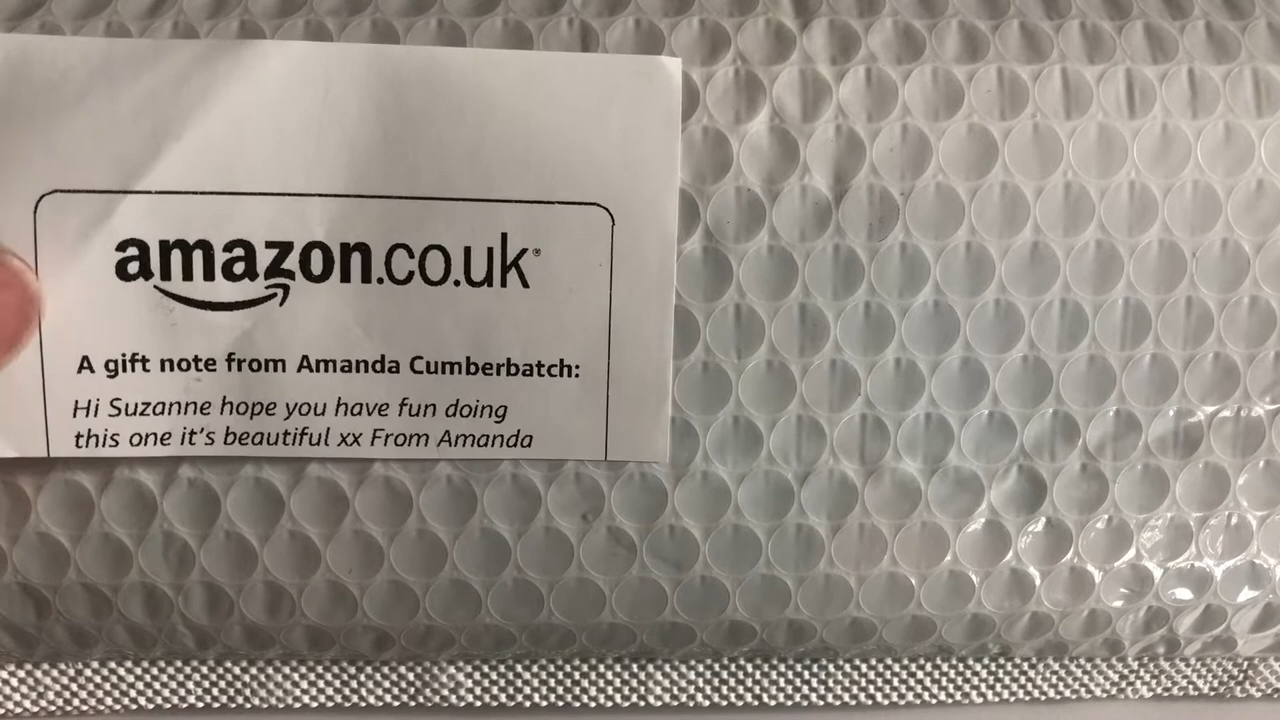 amazon.co.uk®
A gift note from Amanda Cumberbatch:
Hi Suzanne hope you have fun doing
this one it's beautiful xx From Amanda